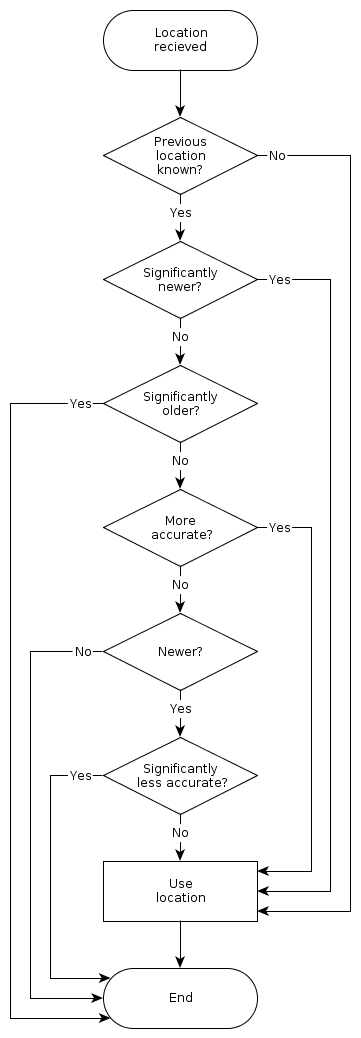 Location
recieved
Previous
location
known?
No
Yes
Significantly
newer?
Yes
No
Significantly
older?
Yes
No
More
accurate?
Yes
No
Newer?
No
Yes
Significantly
less accurate?
Yes
No
Use
location
End